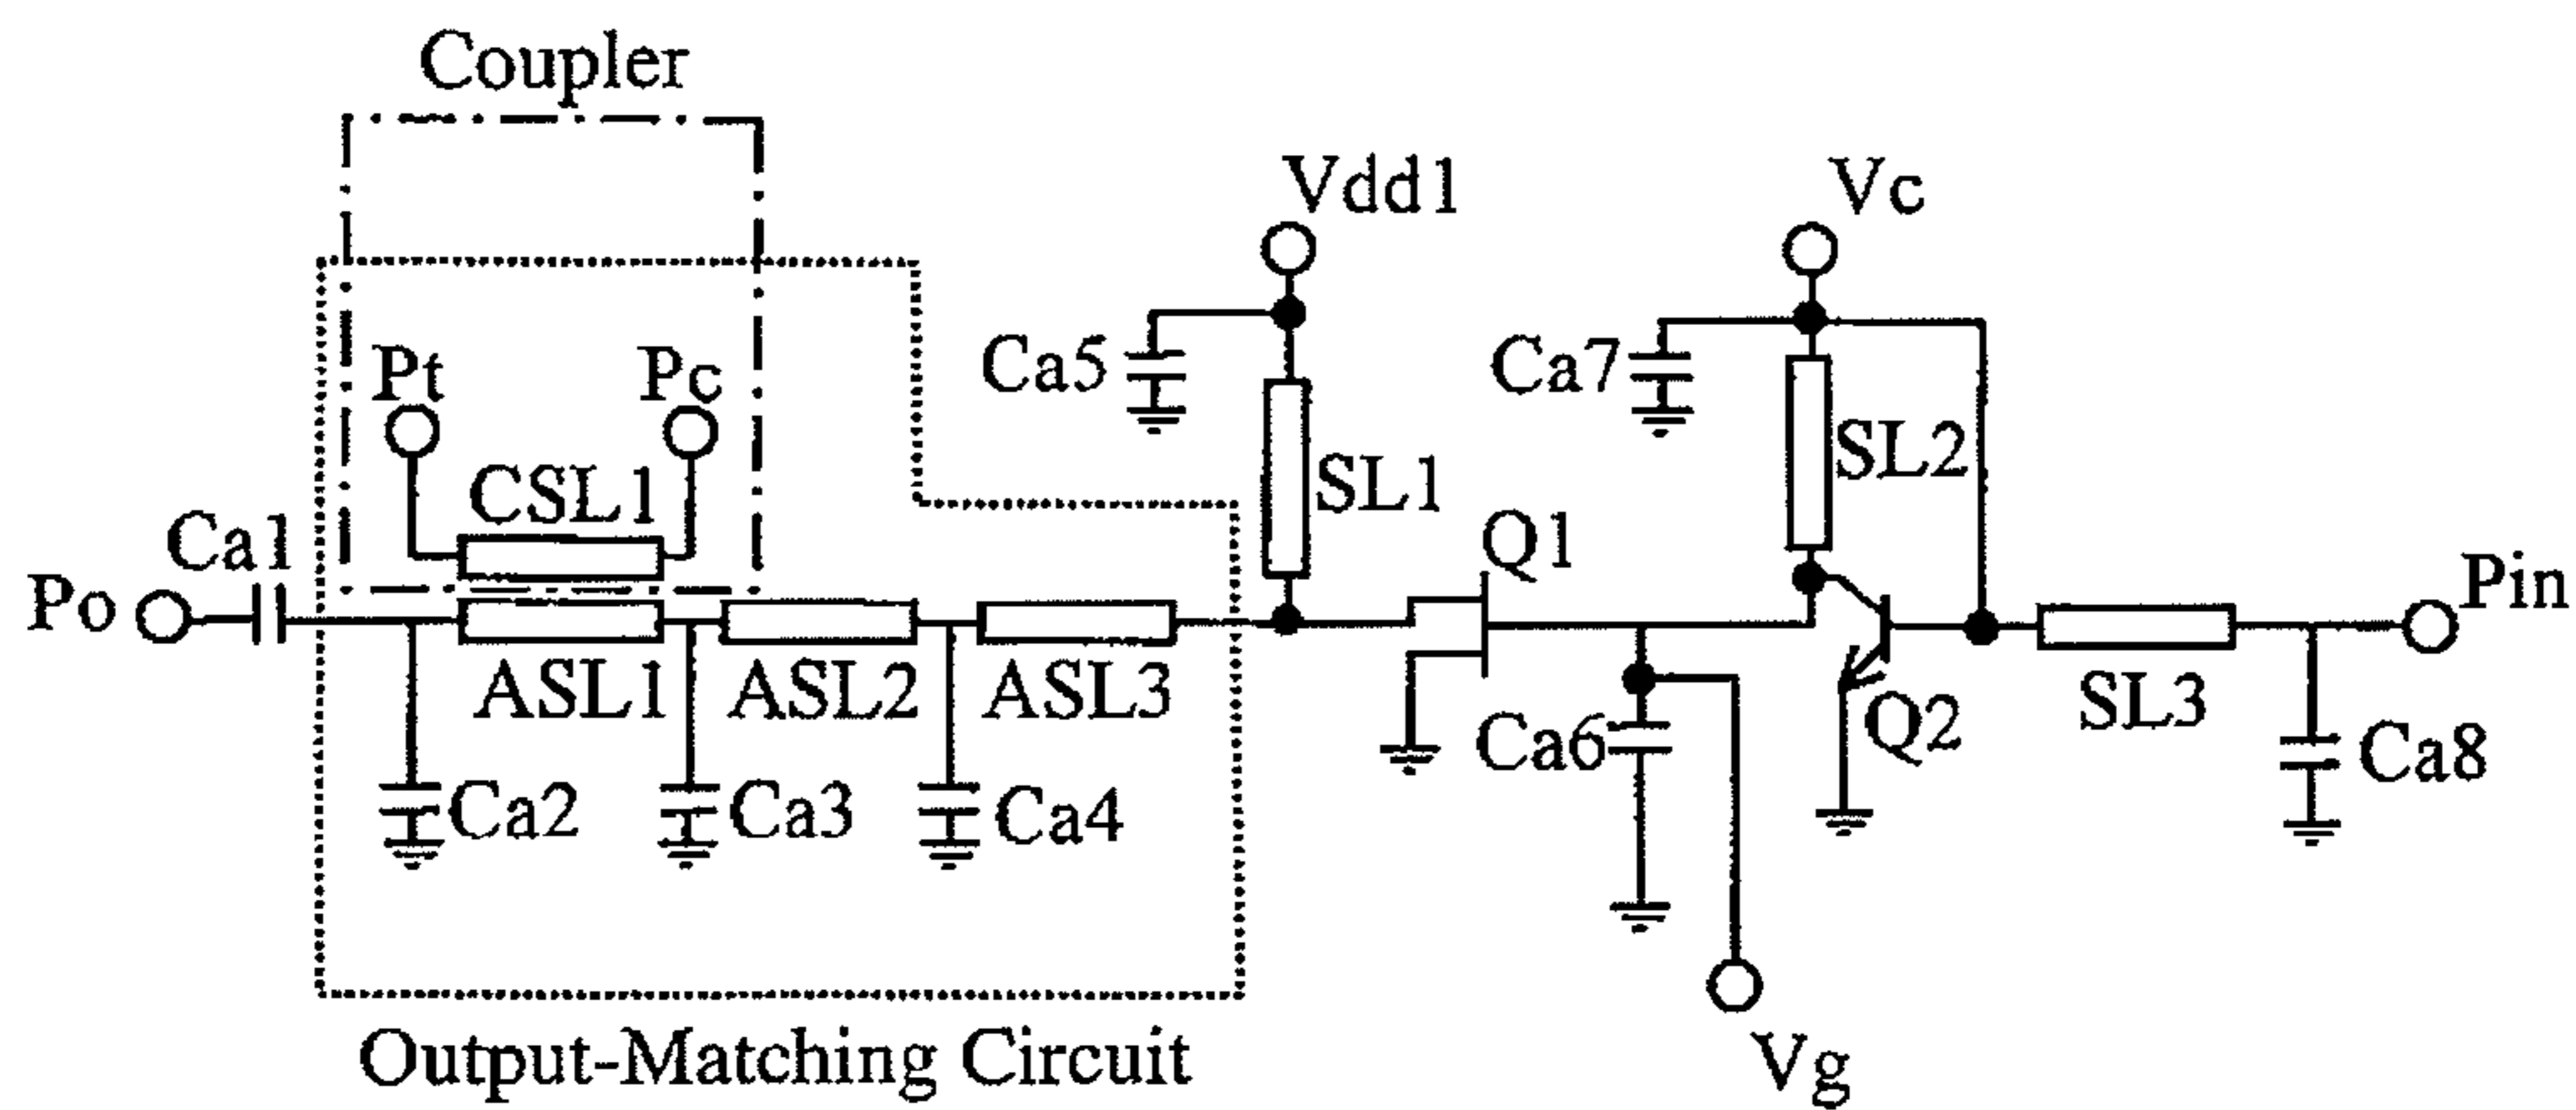 Coupler
Vdd1
Vc
Pt
Pc
Ca5
Ca7
SL2
SL1
CSL1
Ca1
Q1
Po
Pin
ASL1
ASL2
ASL3
SL3
Q2
Ca6
Ca8
Ca2
Ca3
Ca4
Output-Matching Circuit
Vg